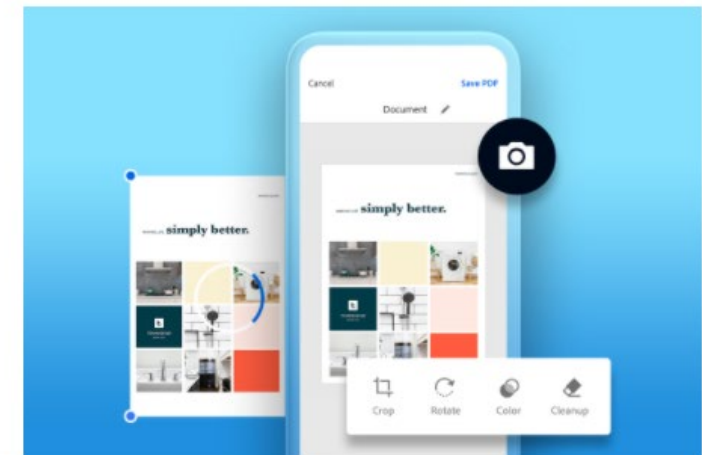 Cancel
Save PDF
Document
simply better.
simply better.
Crop
Rotate
Color
Cleanup